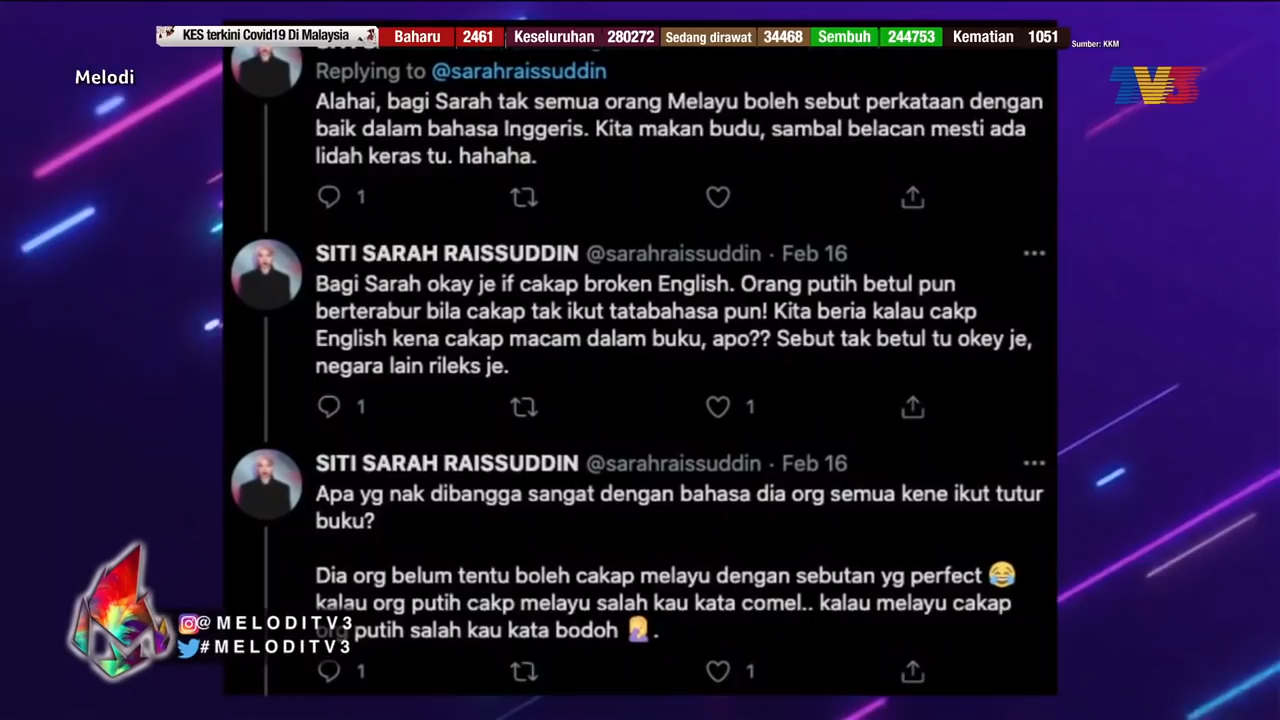 KES terkini Covid19 Di Malaysia Baharu 2461 Keseluruhan 280272 Sedang dirawat 34468 Sembuh 244753 Kematian 1051
Sumber: KKM
Melodi
TV3
Replying to @sarahraissuddin
Alahai, bagi Sarah tak semua orang Melayu boleh sebut perkataan dengan
baik dalam bahasa Inggeris. Kita makan budu, sambal belacan mesti ada
lidah keras tu. hahaha.
1
SITI SARAH RAISSUDDIN @sarahraissuddin · Feb 16
Bagi Sarah okay je if cakap broken English. Orang putih betul pun
berterabur bila cakap tak ikut tatabahasa pun! Kita beria kalau cakp
English kena cakap macam dalam buku, apo?? Sebut tak betul tu okey je,
negara lain rileks je.
1 1
SITI SARAH RAISSUDDIN @sarahraissuddin · Feb 16
Apa yg nak dibangga sangat dengan bahasa dia org semua kene ikut tutur
buku?
Dia org belum tentu boleh cakap melayu dengan sebutan yg perfect 😂
kalau org putih cakp melayu salah kau kata comel.. kalau melayu cakap
org putih salah kau kata bodoh 🤦 .
1 1
@MELODITV3
#MELODITV3